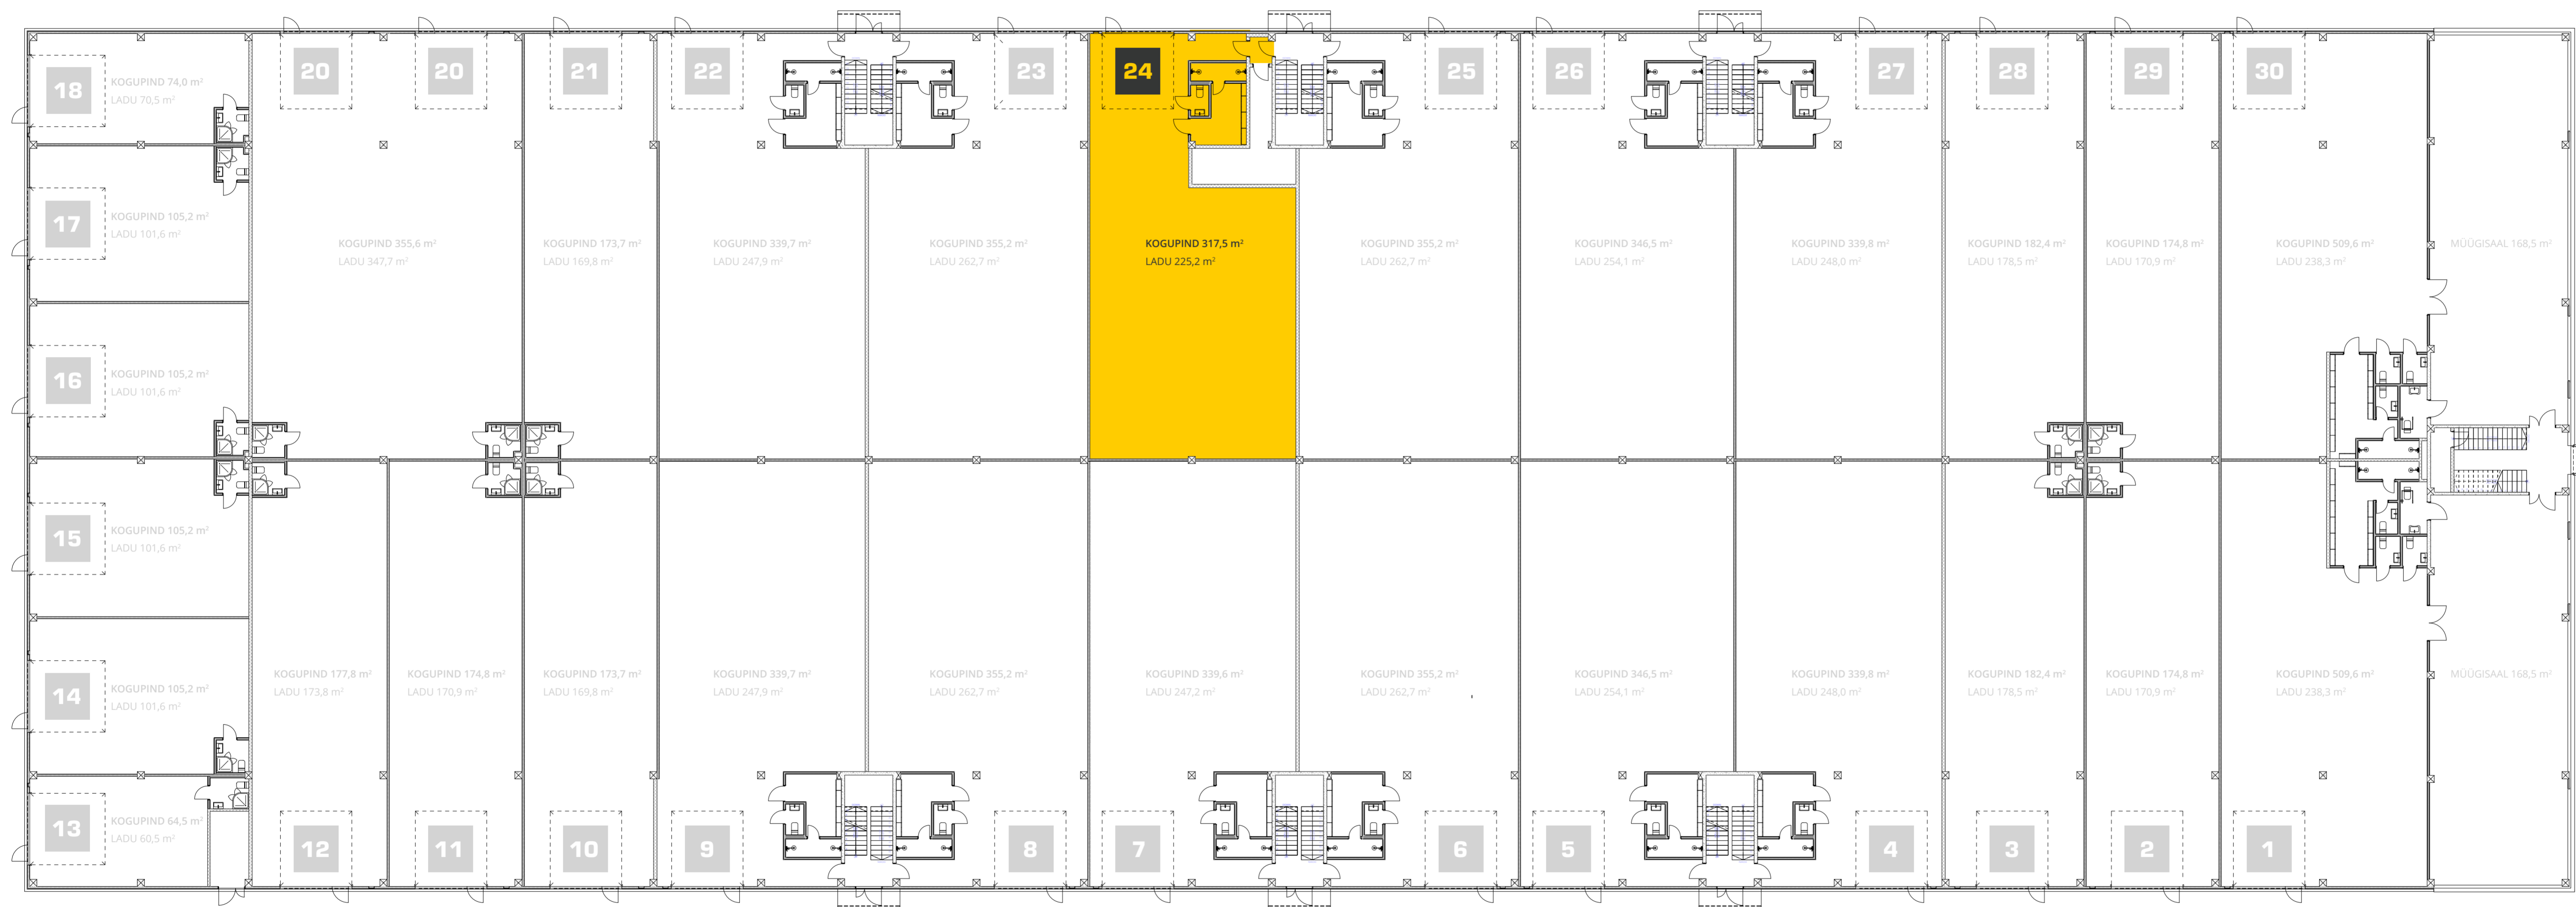 18
KOGUPIND 74,0 m²
LADU 70,5 m²
20
20
21
22
23
24
25
26
27
28
29
30
17
KOGUPIND 105,2 m²
LADU 101,6 m²
KOGUPIND 355,6 m²
LADU 347,7 m²
KOGUPIND 173,7 m²
LADU 169,8 m²
KOGUPIND 339,7 m²
LADU 247,9 m²
KOGUPIND 355,2 m²
LADU 262,7 m²
KOGUPIND 317,5 m²
LADU 225,2 m²
KOGUPIND 355,2 m²
LADU 262,7 m²
KOGUPIND 346,5 m²
LADU 254,1 m²
KOGUPIND 339,8 m²
LADU 248,0 m²
KOGUPIND 182,4 m²
LADU 178,5 m²
KOGUPIND 174,8 m²
LADU 170,9 m²
KOGUPIND 509,6 m²
LADU 238,3 m²
MÜÜGISAAL 168,5 m²
16
KOGUPIND 105,2 m²
LADU 101,6 m²
15
KOGUPIND 105,2 m²
LADU 101,6 m²
14
KOGUPIND 105,2 m²
LADU 101,6 m²
KOGUPIND 177,8 m²
LADU 173,8 m²
KOGUPIND 174,8 m²
LADU 170,9 m²
KOGUPIND 173,7 m²
LADU 169,8 m²
KOGUPIND 339,7 m²
LADU 247,9 m²
KOGUPIND 355,2 m²
LADU 262,7 m²
KOGUPIND 339,6 m²
LADU 247,2 m²
KOGUPIND 355,2 m²
LADU 262,7 m²
KOGUPIND 346,5 m²
LADU 254,1 m²
KOGUPIND 339,8 m²
LADU 248,0 m²
KOGUPIND 182,4 m²
LADU 178,5 m²
KOGUPIND 174,8 m²
LADU 170,9 m²
KOGUPIND 509,6 m²
LADU 238,3 m²
MÜÜGISAAL 168,5 m²
13
KOGUPIND 64,5 m²
LADU 60,5 m²
12
11
10
9
8
7
6
5
4
3
2
1